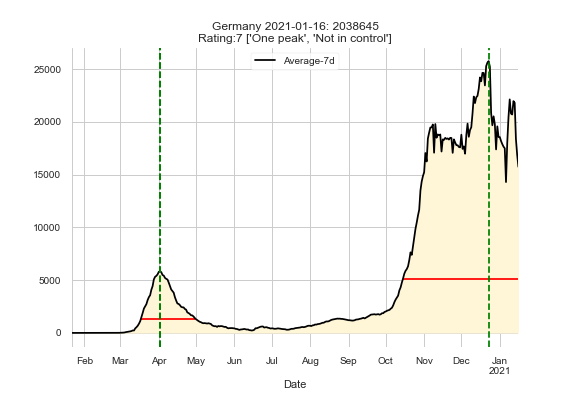 Germany 2021-01-16: 2038645
Rating:7 ['One peak', 'Not in control']
Average-7d
25000
20000
15000
10000
5000
0
Feb Mar Apr May Jun Jul Aug Sep Oct Nov Dec Jan
2021
Date